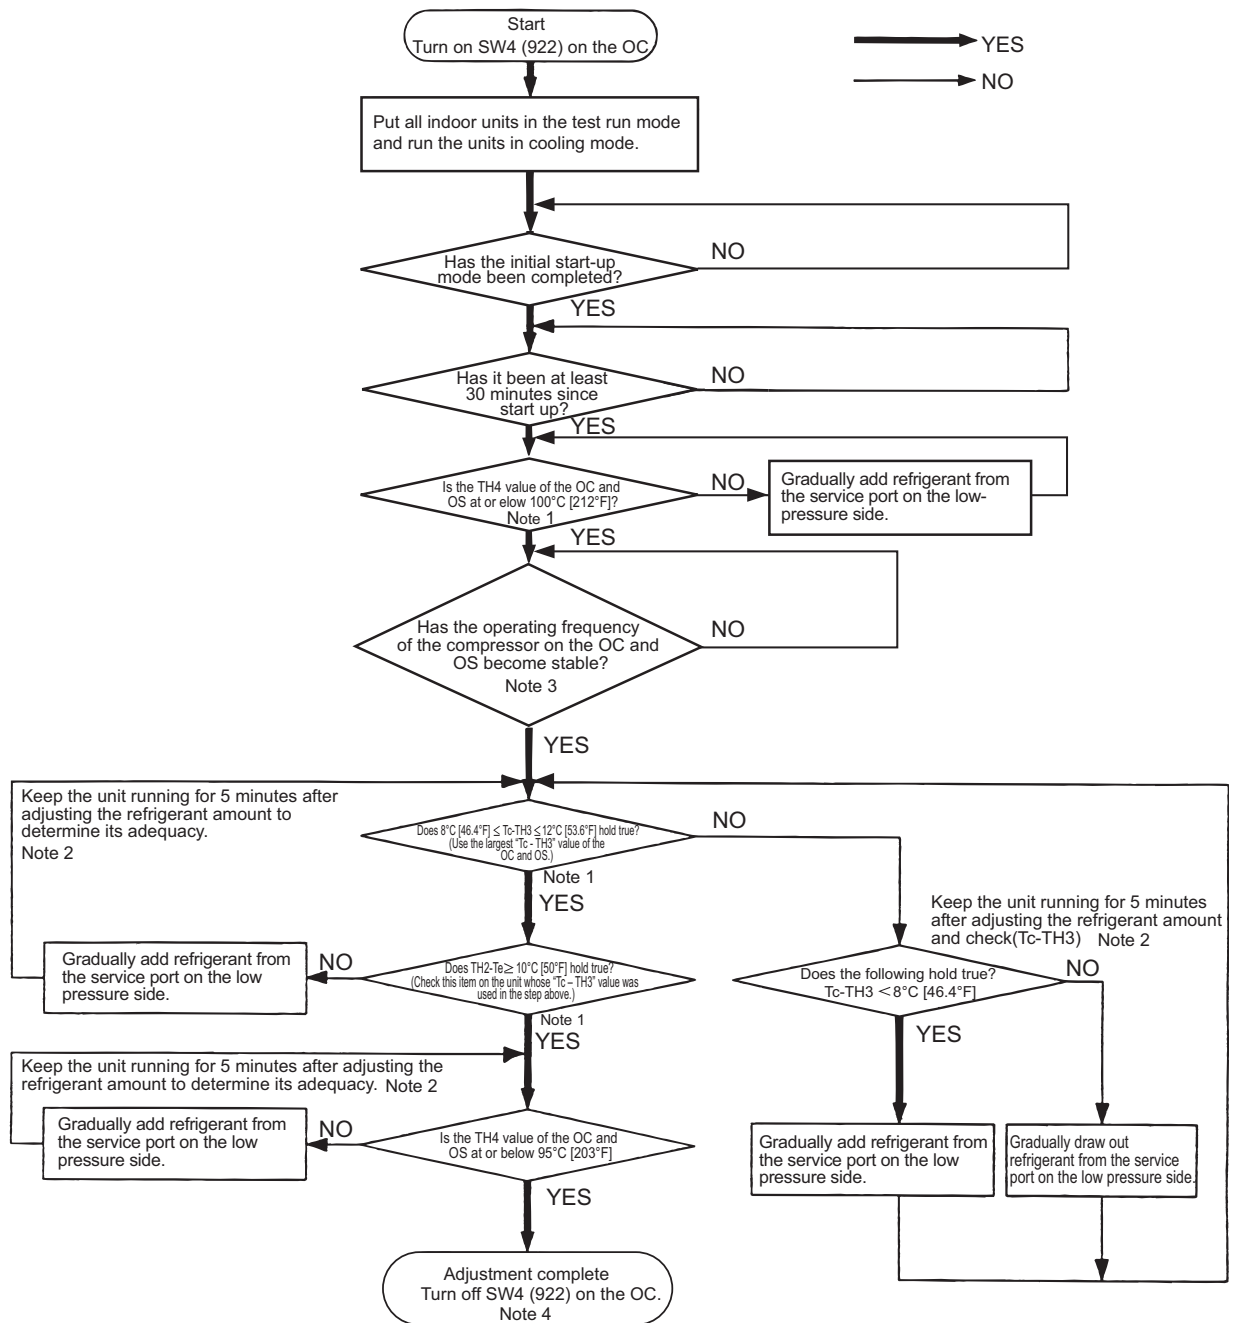 Start
Turn on SW4 (922) on the OC.
YES
NO
Put all indoor units in the test run mode
and run the units in cooling mode.
Has the initial start-up
mode been completed?
NO
YES
Has it been at least
30 minutes since
start up?
NO
YES
Is the TH4 value of the OC and
OS at or elow 100°C [212°F]?
Note 1
NO
Gradually add refrigerant from
the service port on the low-
pressure side.
YES
Has the operating frequency
of the compressor on the OC and
OS become stable?
Note 3
NO
YES
Keep the unit running for 5 minutes after
adjusting the refrigerant amount to
determine its adequacy.
Note 2
Does 8°C [46.4°F] ≤ Tc-TH3 ≤12°C [53.6°F] hold true?
(Use the largest “Tc - TH3” value of the
OC and OS.)
Note 1
NO
YES
Keep the unit running for 5 minutes
after adjusting the refrigerant amount
and check(Tc-TH3) Note 2
Gradually add refrigerant from
the service port on the low
pressure side.
NO
Does TH2-Te≥ 10°C [50°F] hold true?
(Check this item on the unit whose “Tc – TH3” value was
used in the step above.)
Note 1
YES
Does the following hold true?
Tc-TH3 <8°C [46.4°F]
NO
YES
Keep the unit running for 5 minutes after adjusting the
refrigerant amount to determine its adequacy. Note 2
Gradually add refrigerant from
the service port on the low
pressure side.
NO
Is the TH4 value of the OC and
OS at or below 95°C [203°F]
YES
Gradually add refrigerant from
the service port on the low
pressure side.
Gradually draw out
refrigerant from the service
port on the low pressure side.
Adjustment complete
Turn off SW4 (922) on the OC.
Note 4